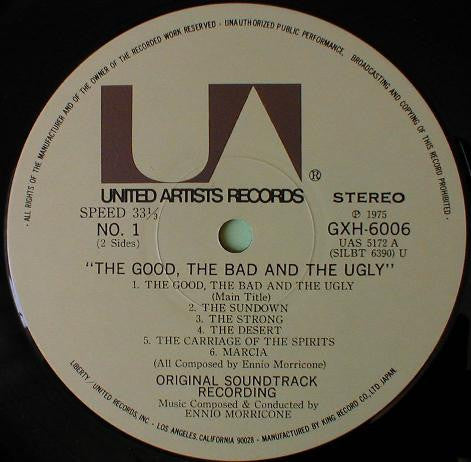 · ALL RIGHTS OF THE MANUFACTURER AND OF THE OWNER OF THE RECORDED WORK RESERVED - UNAUTHORIZED PUBLIC PERFORMANCE, BROADCASTING AND COPYING OF THIS RECORD PROHIBITED ·
UA ®
UNITED ARTISTS RECORDS
STEREO
SPEED 33⅓
℗ 1975
NO. 1
GXH-6006
(2 Sides)
UAS 5172 A
(SILBT 6390) U
"THE GOOD, THE BAD AND THE UGLY"
1. THE GOOD, THE BAD AND THE UGLY
(Main Title)
2. THE SUNDOWN
3. THE STRONG
4. THE DESERT
5. THE CARRIAGE OF THE SPIRITS
6. MARCIA
(All Composed by Ennio Morricone)
ORIGINAL SOUNDTRACK
RECORDING
Music Composed & Conducted by
ENNIO MORRICONE
LIBERTY / UNITED RECORDS, INC. - LOS ANGELES, CALIFORNIA 90028 - MANUFACTURED BY KING RECORD CO., LTD. JAPAN.